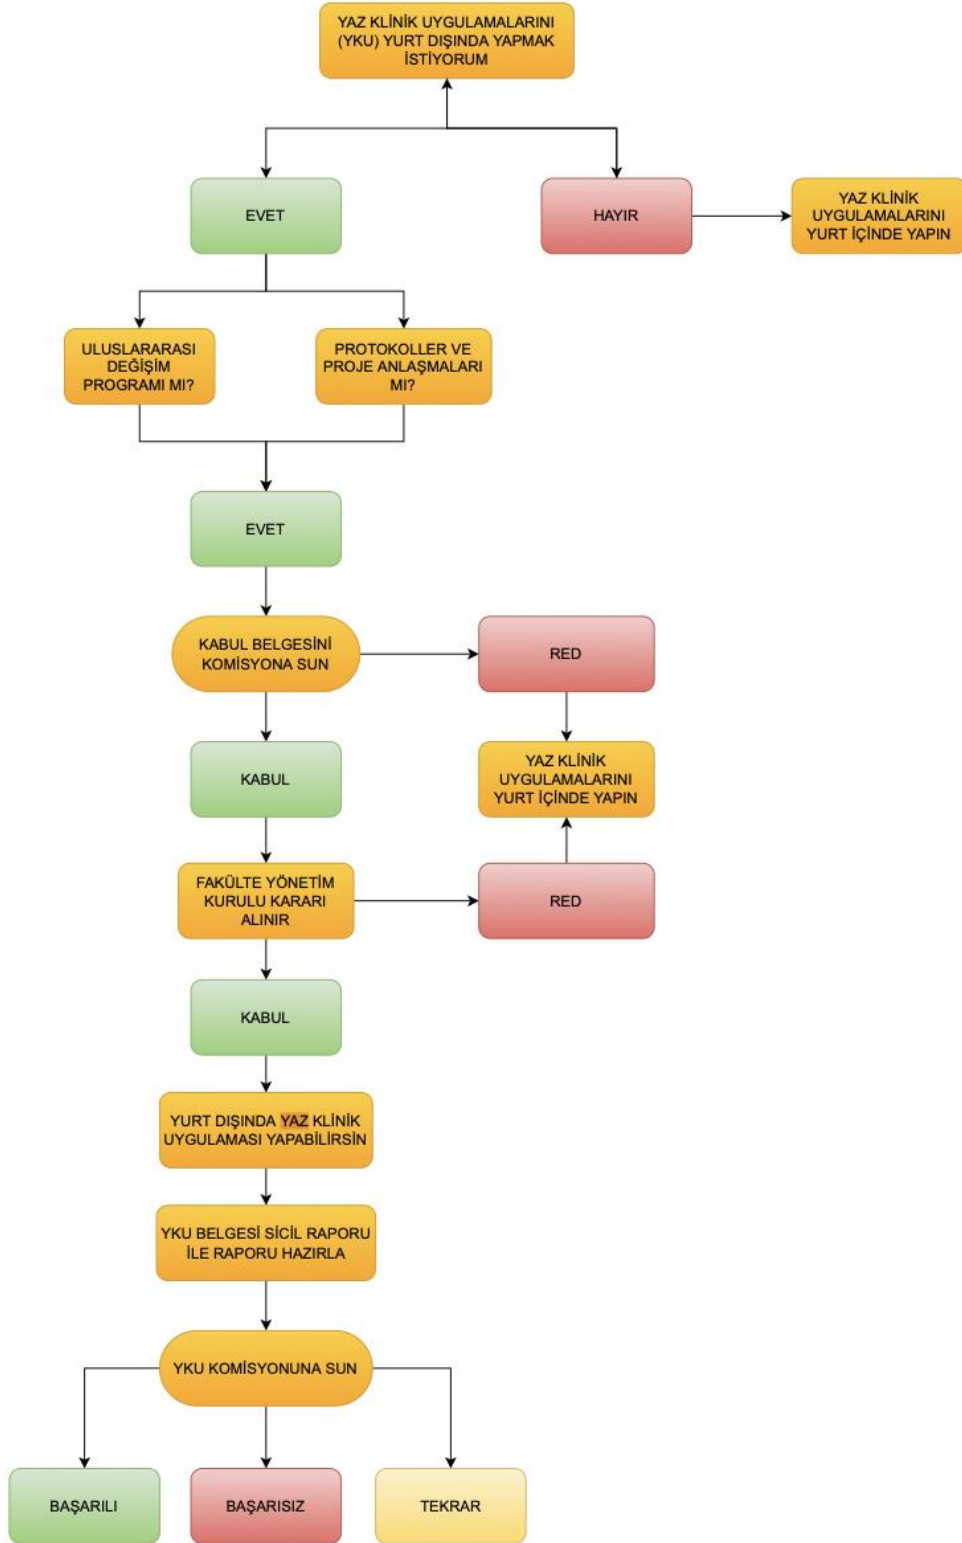 YAZ KLİNİK UYGULAMALARINI
(YKU) YURT DIŞINDA YAPMAK
İSTİYORUM
EVET
HAYIR
YAZ KLİNİK
UYGULAMALARINI
YURT İÇİNDE YAPIN
ULUSLARARASI
DEĞİŞİM
PROGRAMI MI?
PROTOKOLLER VE
PROJE ANLAŞMALARI
MI?
EVET
KABUL BELGESİNİ
KOMİSYONA SUN
RED
KABUL
YAZ KLİNİK
UYGULAMALARINI
YURT İÇİNDE YAPIN
FAKÜLTE YÖNETİM
KURULU KARARI
ALINIR
RED
KABUL
YURT DIŞINDA YAZ KLİNİK
UYGULAMASI YAPABİLİRSİN
YKU BELGESİ SİCİL RAPORU
İLE RAPORU HAZIRLA
YKU KOMİSYONUNA SUN
BAŞARILI
BAŞARISIZ
TEKRAR